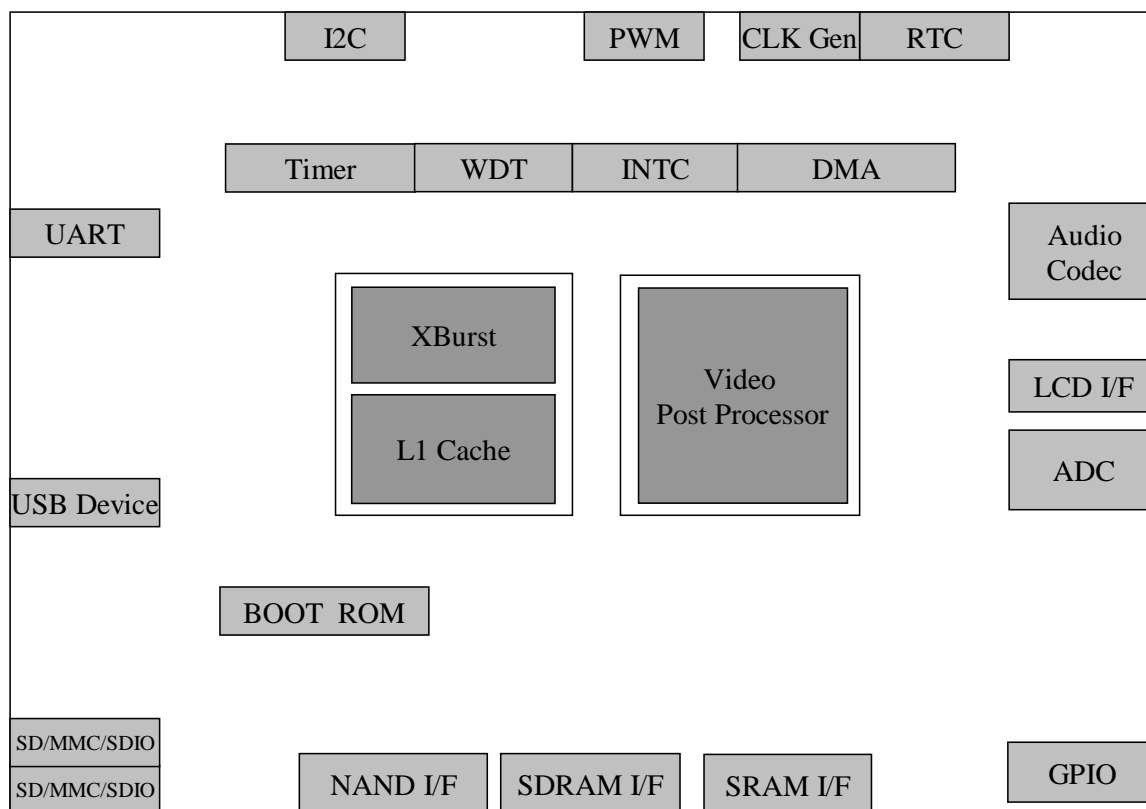 I2C
PWM
CLK Gen
RTC
Timer
WDT
INTC
DMA
UART
Audio
Codec
XBurst
L1 Cache
Video
Post Processor
LCD I/F
ADC
USB Device
BOOT ROM
SD/MMC/SDIO
SD/MMC/SDIO
NAND I/F
SDRAM I/F
SRAM I/F
GPIO